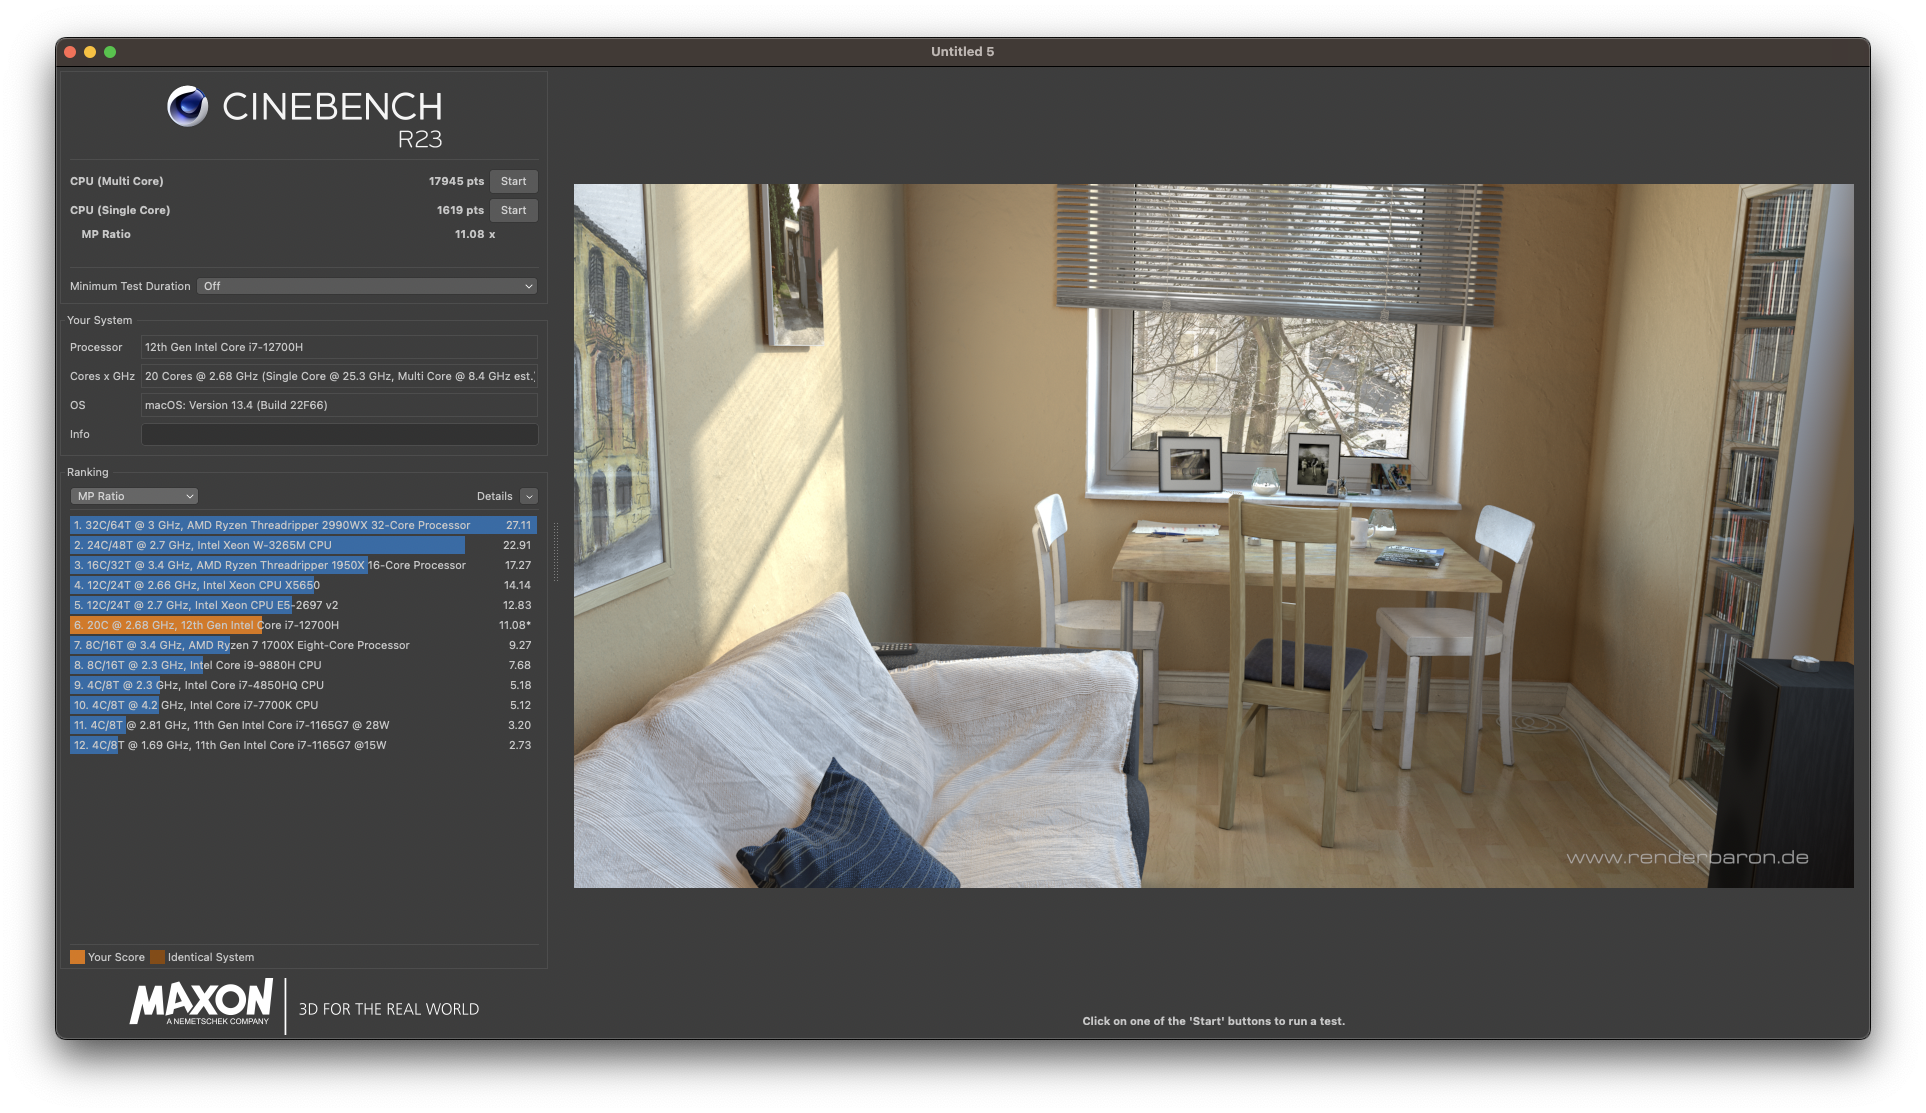 Untitled 5
CINEBENCH
R23
CPU (Multi Core) 17945 pts Start
CPU (Single Core) 1619 pts Start
MP Ratio 11.08 x
Minimum Test Duration Off
Your System
Processor 12th Gen Intel Core i7-12700H
Cores x GHz 20 Cores @ 2.68 GHz (Single Core @ 25.3 GHz, Multi Core @ 8.4 GHz est.)
OS macOS: Version 13.4 (Build 22F66)
Info
Ranking
MP Ratio Details
1. 32C/64T @ 3 GHz, AMD Ryzen Threadripper 2990WX 32-Core Processor 27.11
2. 24C/48T @ 2.7 GHz, Intel Xeon W-3265M CPU 22.91
3. 16C/32T @ 3.4 GHz, AMD Ryzen Threadripper 1950X 16-Core Processor 17.27
4. 12C/24T @ 2.66 GHz, Intel Xeon CPU X5650 14.14
5. 12C/24T @ 2.7 GHz, Intel Xeon CPU E5-2697 v2 12.83
6. 20C @ 2.68 GHz, 12th Gen Intel Core i7-12700H 11.08*
7. 8C/16T @ 3.4 GHz, AMD Ryzen 7 1700X Eight-Core Processor 9.27
8. 8C/16T @ 2.3 GHz, Intel Core i9-9880H CPU 7.68
9. 4C/8T @ 2.3 GHz, Intel Core i7-4850HQ CPU 5.18
10. 4C/8T @ 4.2 GHz, Intel Core i7-7700K CPU 5.12
11. 4C/8T @ 2.81 GHz, 11th Gen Intel Core i7-1165G7 @ 28W 3.20
12. 4C/8T @ 1.69 GHz, 11th Gen Intel Core i7-1165G7 @15W 2.73
Your Score Identical System
MAXON
A NEMETSCHEK COMPANY
3D FOR THE REAL WORLD
www.renderbaron.de
Click on one of the 'Start' buttons to run a test.